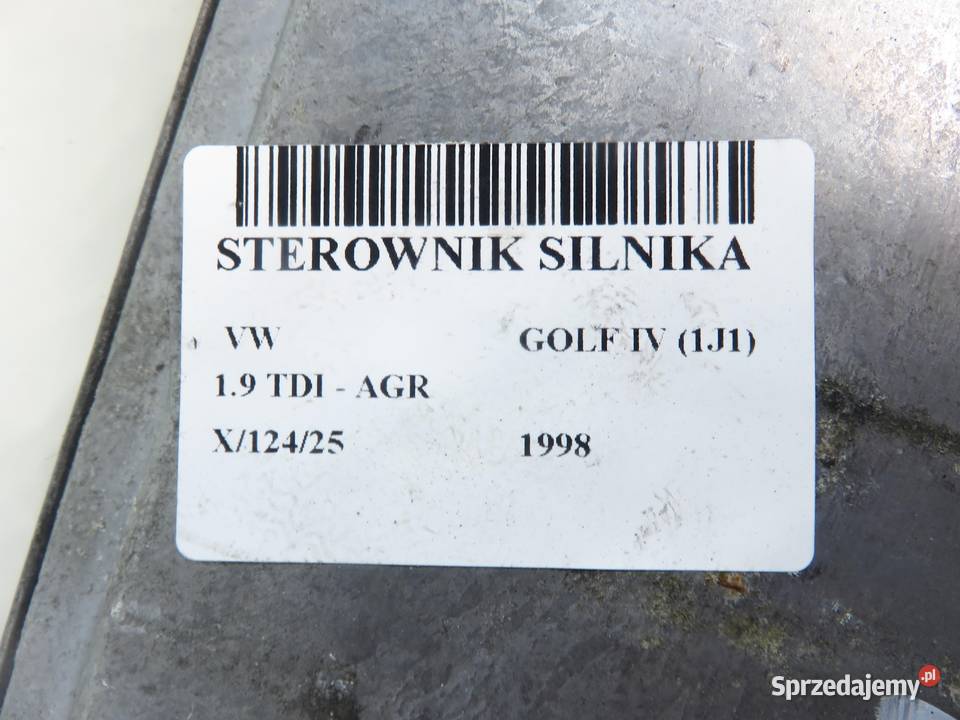 STEROWNIK SILNIKA
VW GOLF IV (1J1)
1.9 TDI - AGR
X/124/25 1998
Sprzedajemy.pl